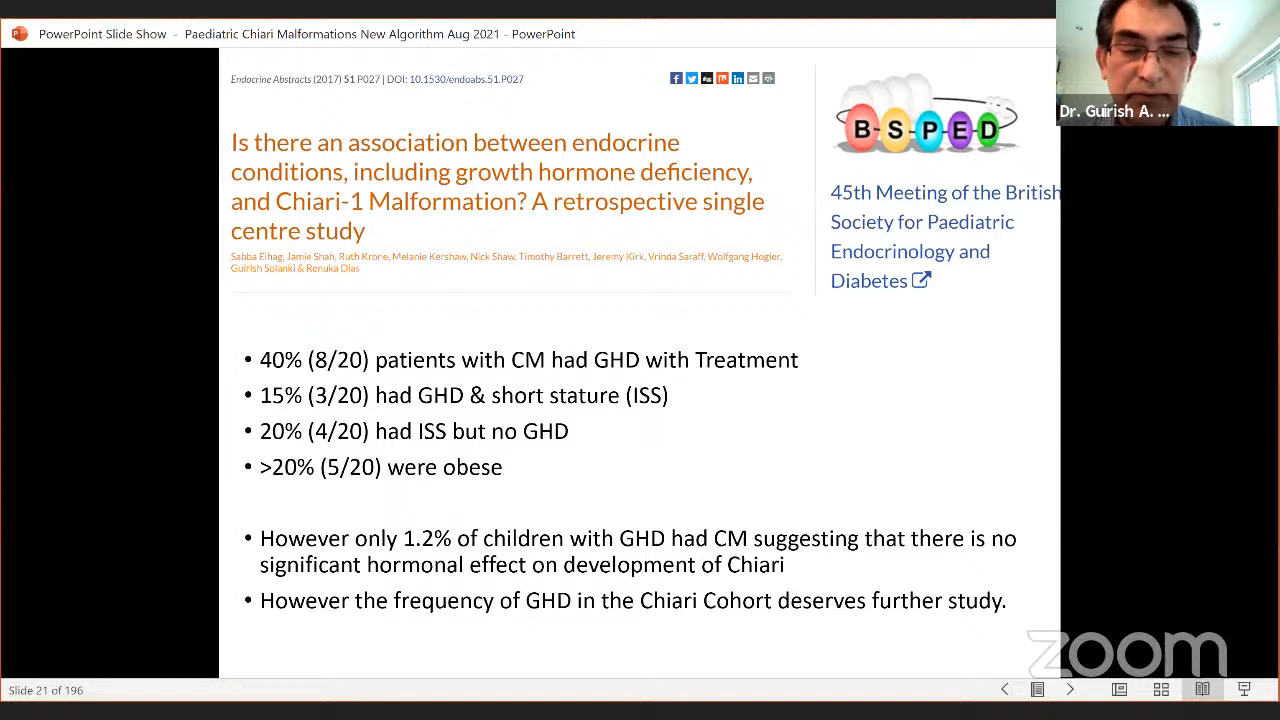 PowerPoint Slide Show - Paediatric Chiari Malformations New Algorithm Aug 2021 - PowerPoint
Dr. Guirish A. ...
Endocrine Abstracts (2017) 51 P027 | DOI: 10.1530/endoabs.51.P027
Is there an association between endocrine
conditions, including growth hormone deficiency,
and Chiari-1 Malformation? A retrospective single
centre study
Sabba Elhag, Jamie Shah, Ruth Krone, Melanie Kershaw, Nick Shaw, Timothy Barrett, Jeremy Kirk, Vrinda Saraff, Wolfgang Hogler,
Guirish Solanki & Renuka Dias
B-SPED
45th Meeting of the British
Society for Paediatric
Endocrinology and
Diabetes
• 40% (8/20) patients with CM had GHD with Treatment
• 15% (3/20) had GHD & short stature (ISS)
• 20% (4/20) had ISS but no GHD
• >20% (5/20) were obese
• However only 1.2% of children with GHD had CM suggesting that there is no
significant hormonal effect on development of Chiari
• However the frequency of GHD in the Chiari Cohort deserves further study.
zoom
Slide 21 of 196